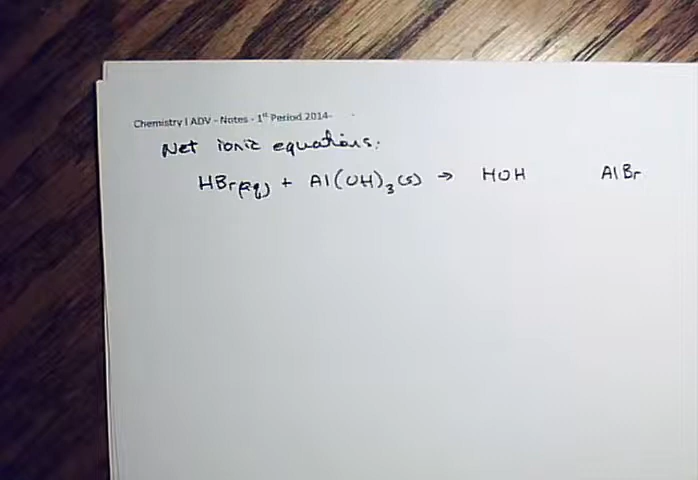 Chemistry I ADV - Notes - 1st Period 2014-
Net ionic equations:
HBr(aq) + Al(OH)3(s) → HOH AlBr